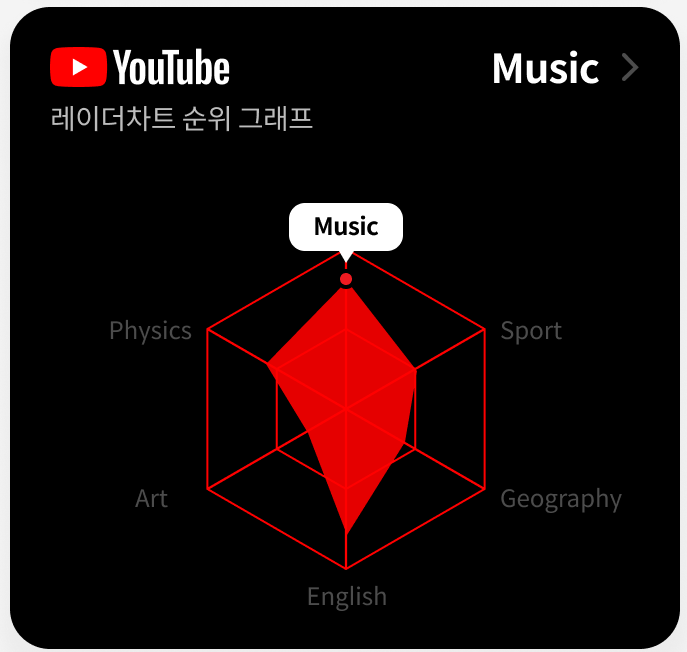 YouTube
Music
레이더차트 순위 그래프
Music
Physics
Sport
Art
Geography
English